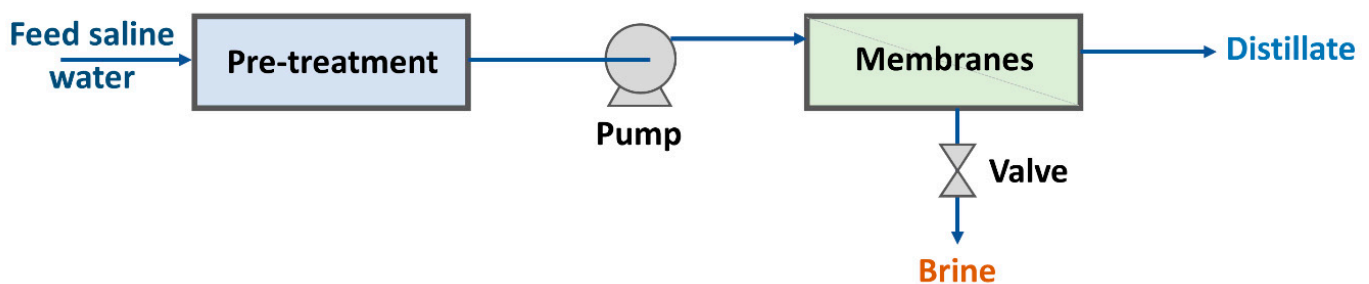 Feed saline
water
Pre-treatment
Pump
Membranes
Distillate
Valve
Brine